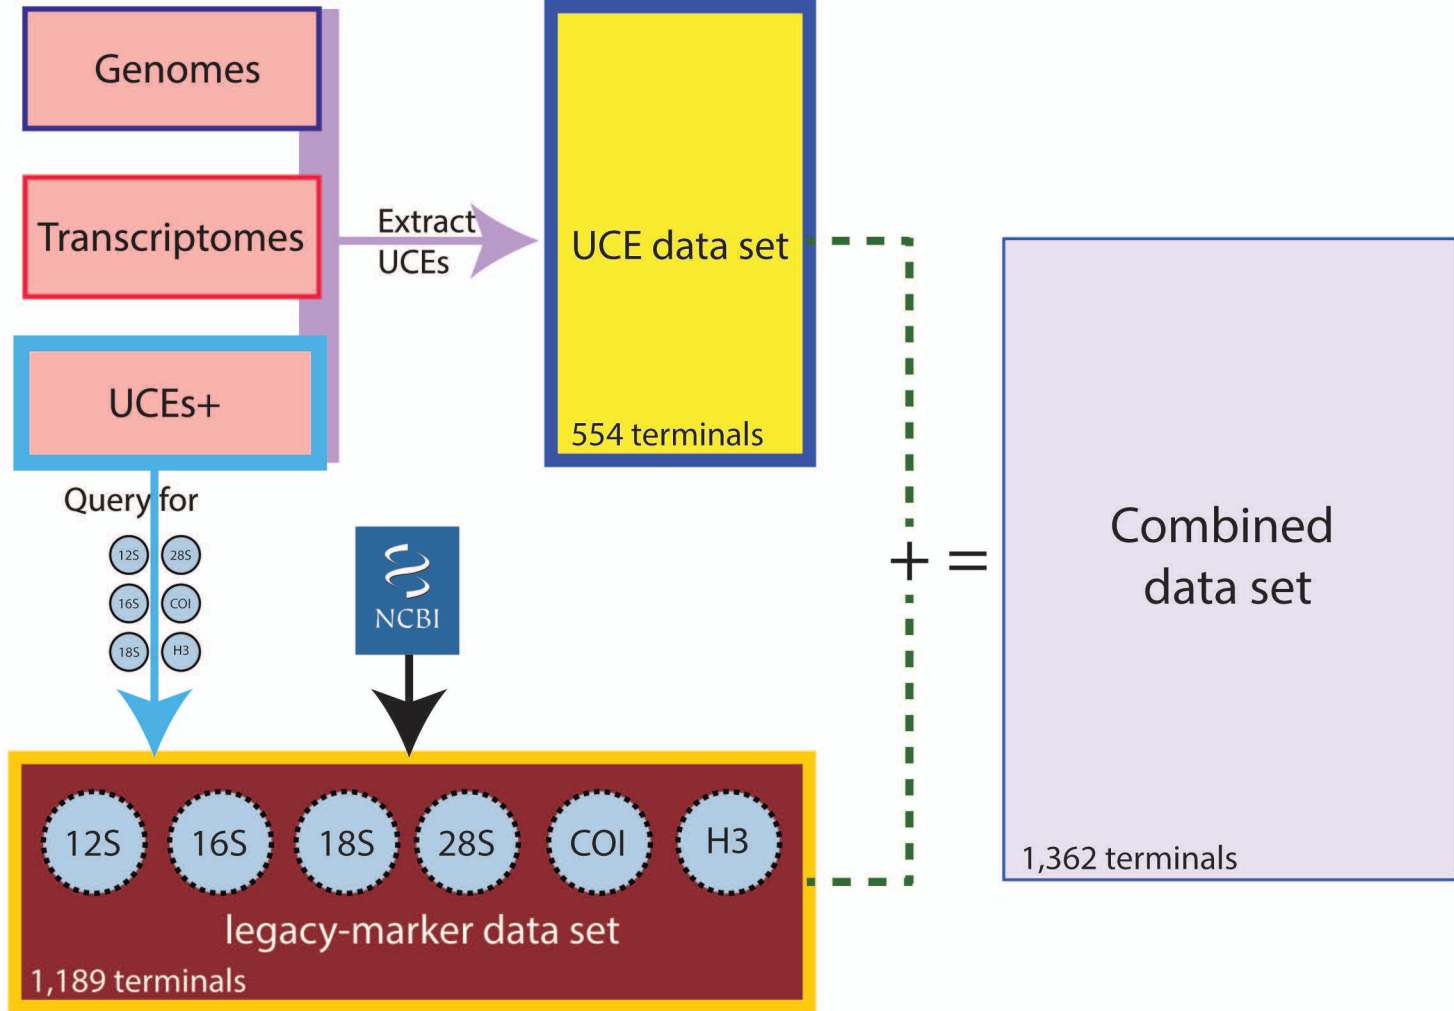 Genomes
Transcriptomes
UCEs+
Extract
UCEs
UCE data set
554 terminals
Query for
12S 28S
16S COI
18S H3
NCBI
+ =
Combined
data set
1,362 terminals
12S 16S 18S 28S COI H3
legacy-marker data set
1,189 terminals